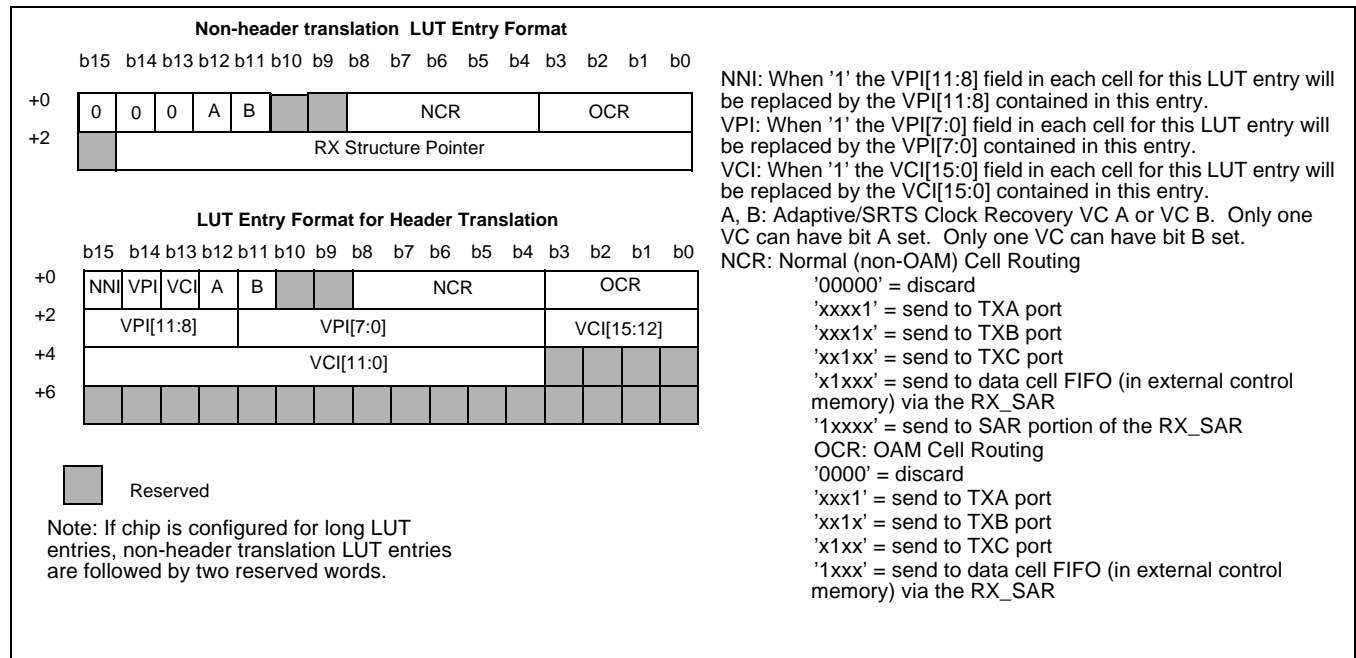 Non-header translation LUT Entry Format
b15 b14 b13 b12 b11 b10 b9 b8 b7 b6 b5 b4 b3 b2 b1 b0
+0 0 0 0 A B NCR OCR
+2 RX Structure Pointer
LUT Entry Format for Header Translation
b15 b14 b13 b12 b11 b10 b9 b8 b7 b6 b5 b4 b3 b2 b1 b0
+0 NNI VPI VCI A B NCR OCR
+2 VPI[11:8] VPI[7:0] VCI[15:12]
+4 VCI[11:0]
+6
Reserved
Note: If chip is configured for long LUT
entries, non-header translation LUT entries
are followed by two reserved words.
NNI: When '1' the VPI[11:8] field in each cell for this LUT entry will
be replaced by the VPI[11:8] contained in this entry.
VPI: When '1' the VPI[7:0] field in each cell for this LUT entry will
be replaced by the VPI[7:0] contained in this entry.
VCI: When '1' the VCI[15:0] field in each cell for this LUT entry will
be replaced by the VCI[15:0] contained in this entry.
A, B: Adaptive/SRTS Clock Recovery VC A or VC B. Only one
VC can have bit A set. Only one VC can have bit B set.
NCR: Normal (non-OAM) Cell Routing
'00000' = discard
'xxxx1' = send to TXA port
'xxx1x' = send to TXB port
'xx1xx' = send to TXC port
'x1xxx' = send to data cell FIFO (in external control
memory) via the RX_SAR
'1xxxx' = send to SAR portion of the RX_SAR
OCR: OAM Cell Routing
'0000' = discard
'xxx1' = send to TXA port
'xx1x' = send to TXB port
'x1xx' = send to TXC port
'1xxx' = send to data cell FIFO (in external control
memory) via the RX_SAR